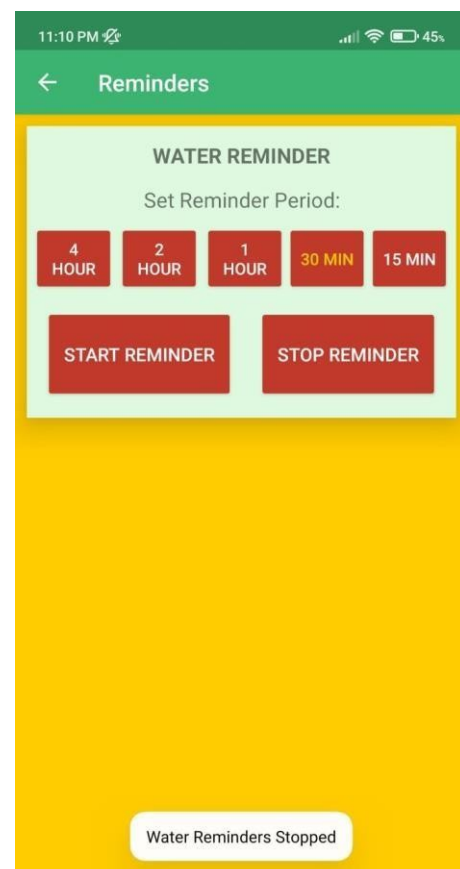 11:10 PM 45%
Reminders
WATER REMINDER
Set Reminder Period:
4 HOUR 2 HOUR 1 HOUR 30 MIN 15 MIN
START REMINDER STOP REMINDER
Water Reminders Stopped